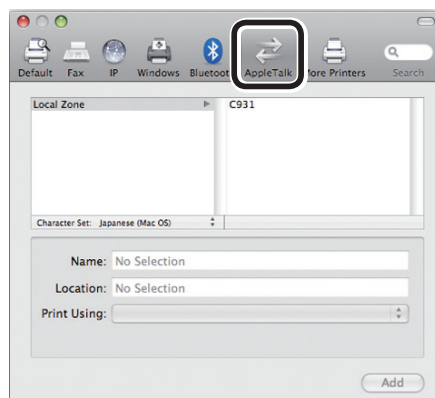 Default Fax IP Windows Bluetoot AppleTalk ore Printers Search
Local Zone C931
Character Set: Japanese (Mac OS)
Name: No Selection
Location: No Selection
Print Using:
Add